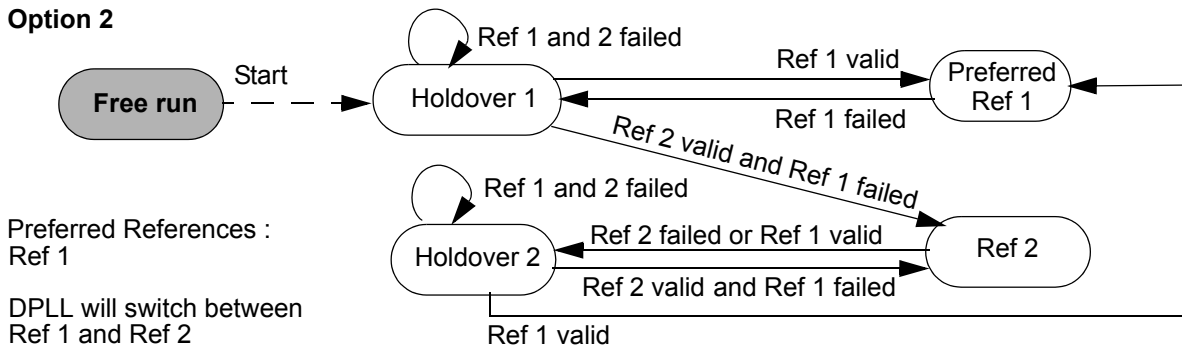 Option 2
Ref 1 and 2 failed
Start
Free run
Holdover 1
Ref 1 valid
Preferred
Ref 1
Ref 1 failed
Ref 2 valid and Ref 1 failed
Ref 1 and 2 failed
Preferred References :
Ref 1
Holdover 2
Ref 2 failed or Ref 1 valid
Ref 2
Ref 2 valid and Ref 1 failed
DPLL will switch between
Ref 1 and Ref 2
Ref 1 valid